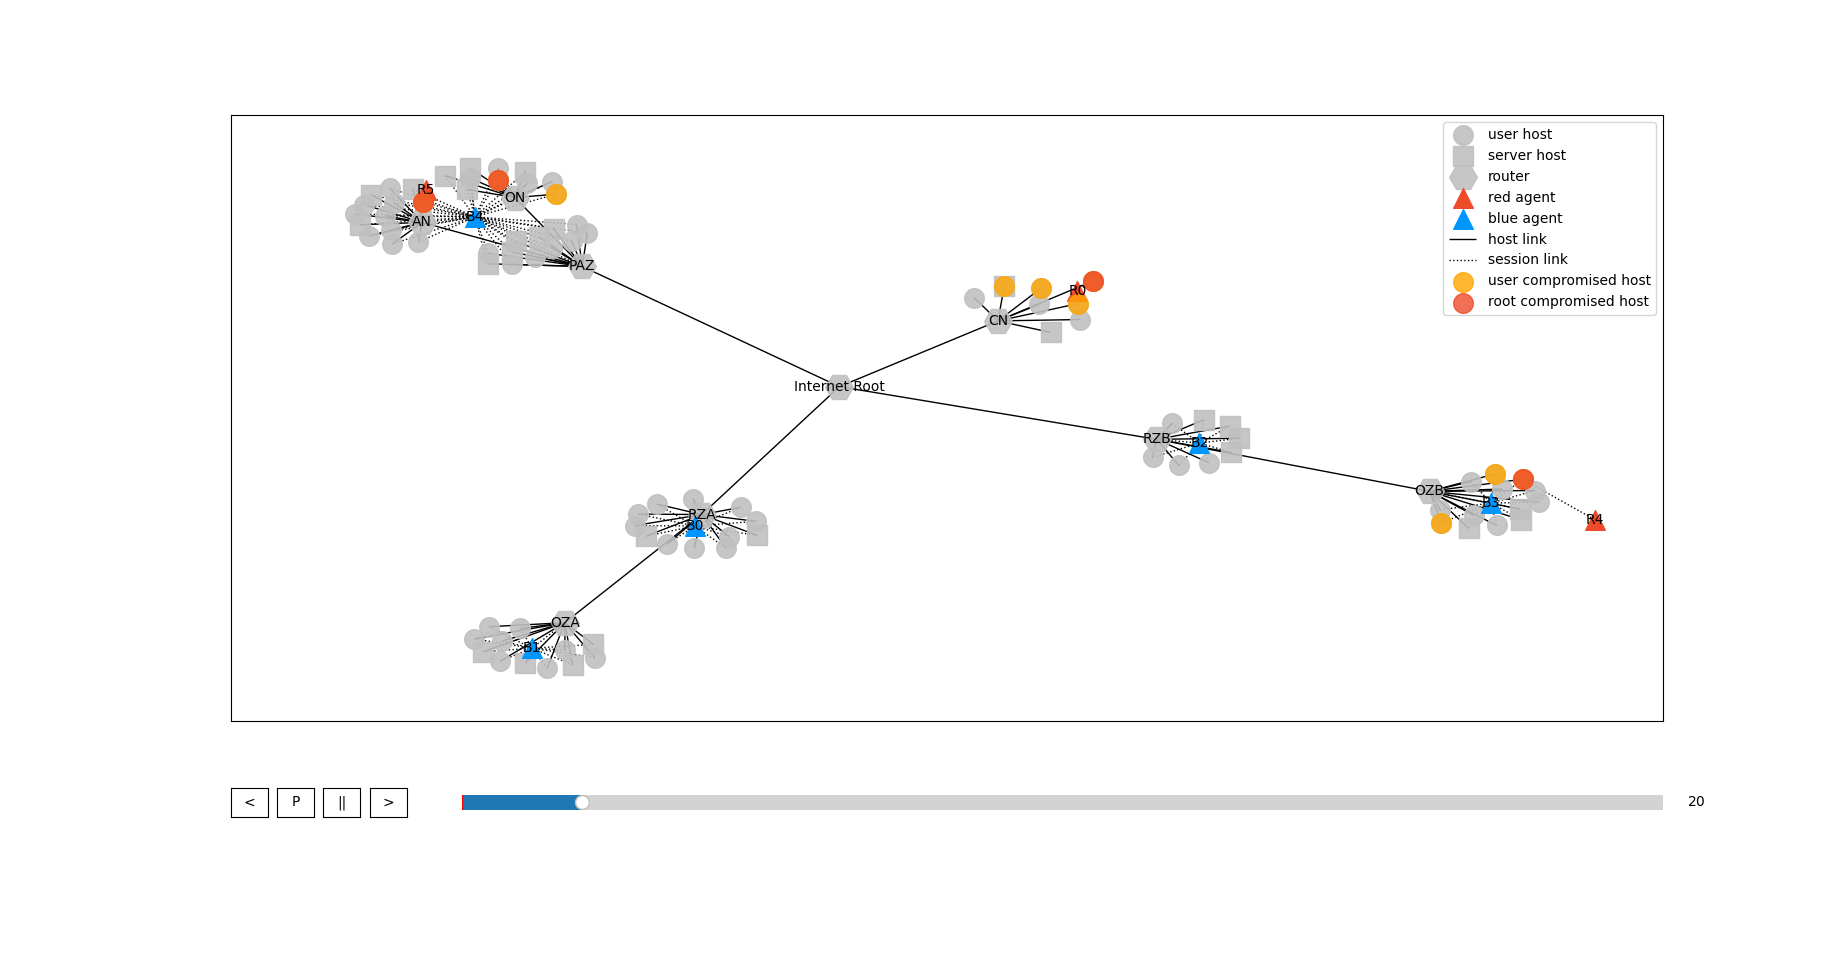 user host
server host
router
red agent
blue agent
host link
session link
user compromised host
root compromised host
R5
ON
AN
B4
PAZ
R0
CN
Internet Root
RZB
B2
OZB
B3
R4
RZA
B0
OZA
B1
<
P
||
>
20